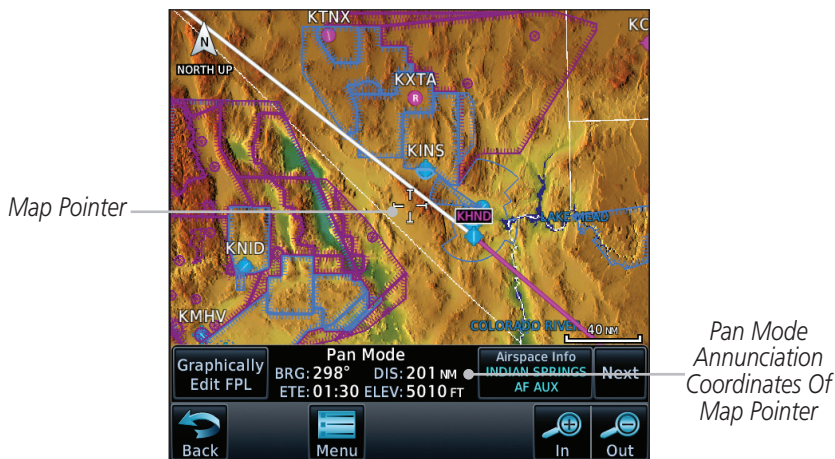 KTNX
KC
N
NORTH UP
KXTA
R
KINS
Map Pointer
KHND
LAKE MEAD
KNID
KMHV
COLORADO RIVER
40 NM
Graphically
Edit FPL
Pan Mode
BRG: 298° DIS: 201 NM
ETE: 01:30 ELEV: 5010 FT
Airspace Info
INDIAN SPRINGS
AF AUX
Next
Pan Mode
Annunciation
Coordinates Of
Map Pointer
Back
Menu
In
Out